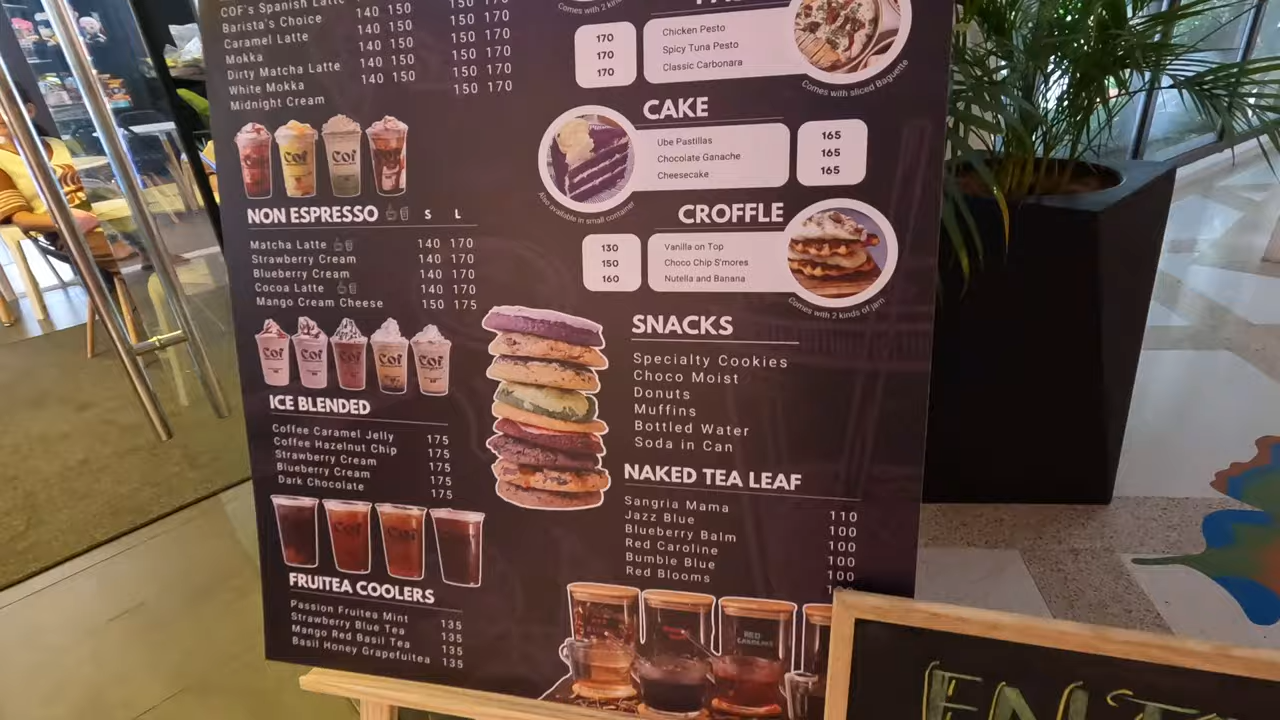 COF's Spanish Latte 140 150 150 170
Barista's Choice 140 150 150 170
Caramel Latte 140 150 150 170
Mokka 140 150 150 170
Dirty Matcha Latte 140 150 150 170
White Mokka 140 150 150 170
Midnight Cream
NON ESPRESSO S L
Matcha Latte 140 170
Strawberry Cream 140 170
Blueberry Cream 140 170
Cocoa Latte 140 170
Mango Cream Cheese 150 175
ICE BLENDED
Coffee Caramel Jelly 175
Coffee Hazelnut Chip 175
Strawberry Cream 175
Blueberry Cream 175
Dark Chocolate 175
FRUITEA COOLERS
Passion Fruitea Mint 135
Strawberry Blue Tea 135
Mango Red Basil Tea 135
Basil Honey Grapefuitea 135
Comes with 2
170 Chicken Pesto
170 Spicy Tuna Pesto
170 Classic Carbonara
Comes with sliced Baguette
CAKE
Ube Pastillas 165
Chocolate Ganache 165
Cheesecake 165
Also available in small container
CROFFLE
130 Vanilla on Top
150 Choco Chip S'mores
160 Nutella and Banana
Comes with 2 kinds of jam
SNACKS
Specialty Cookies
Choco Moist
Donuts
Muffins
Bottled Water
Soda in Can
NAKED TEA LEAF
Sangria Mama 110
Jazz Blue 100
Blueberry Balm 100
Red Caroline 100
Bumble Blue 100
Red Blooms
RED CAROLINE